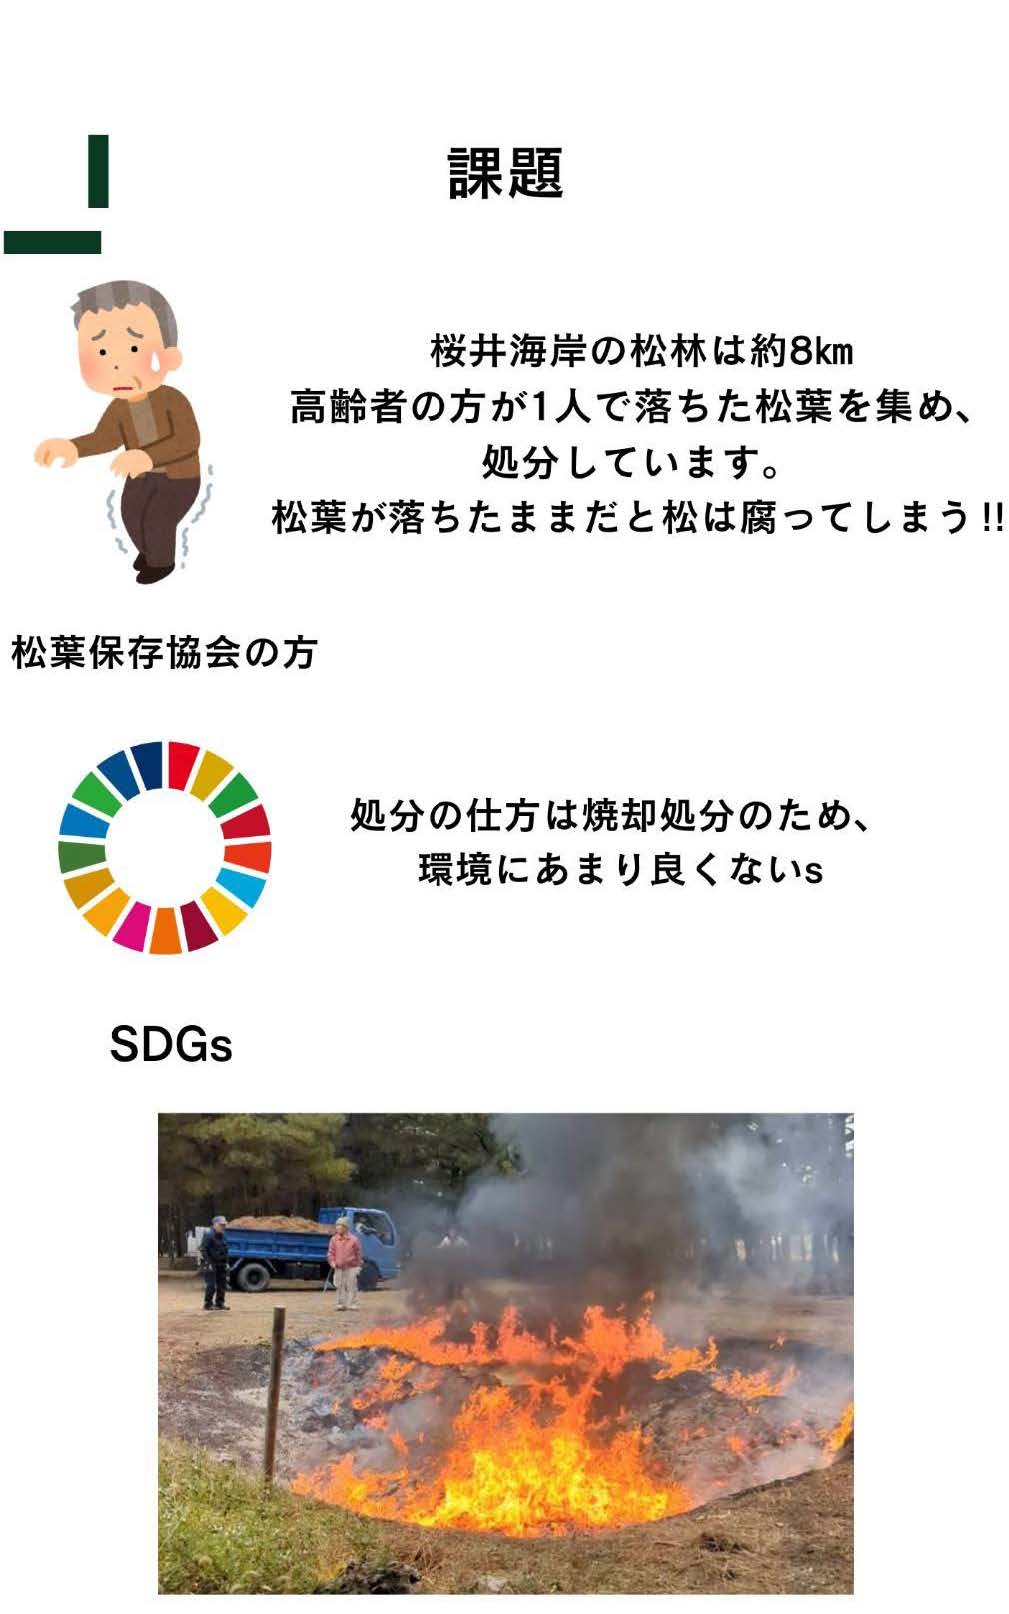 課題
桜井海岸の松林は約8㎞
高齢者の方が1人で落ちた松葉を集め、
処分しています。
松葉が落ちたままだと松は腐ってしまう!!
松葉保存協会の方
処分の仕方は焼却処分のため、
環境にあまり良くないs
SDGs